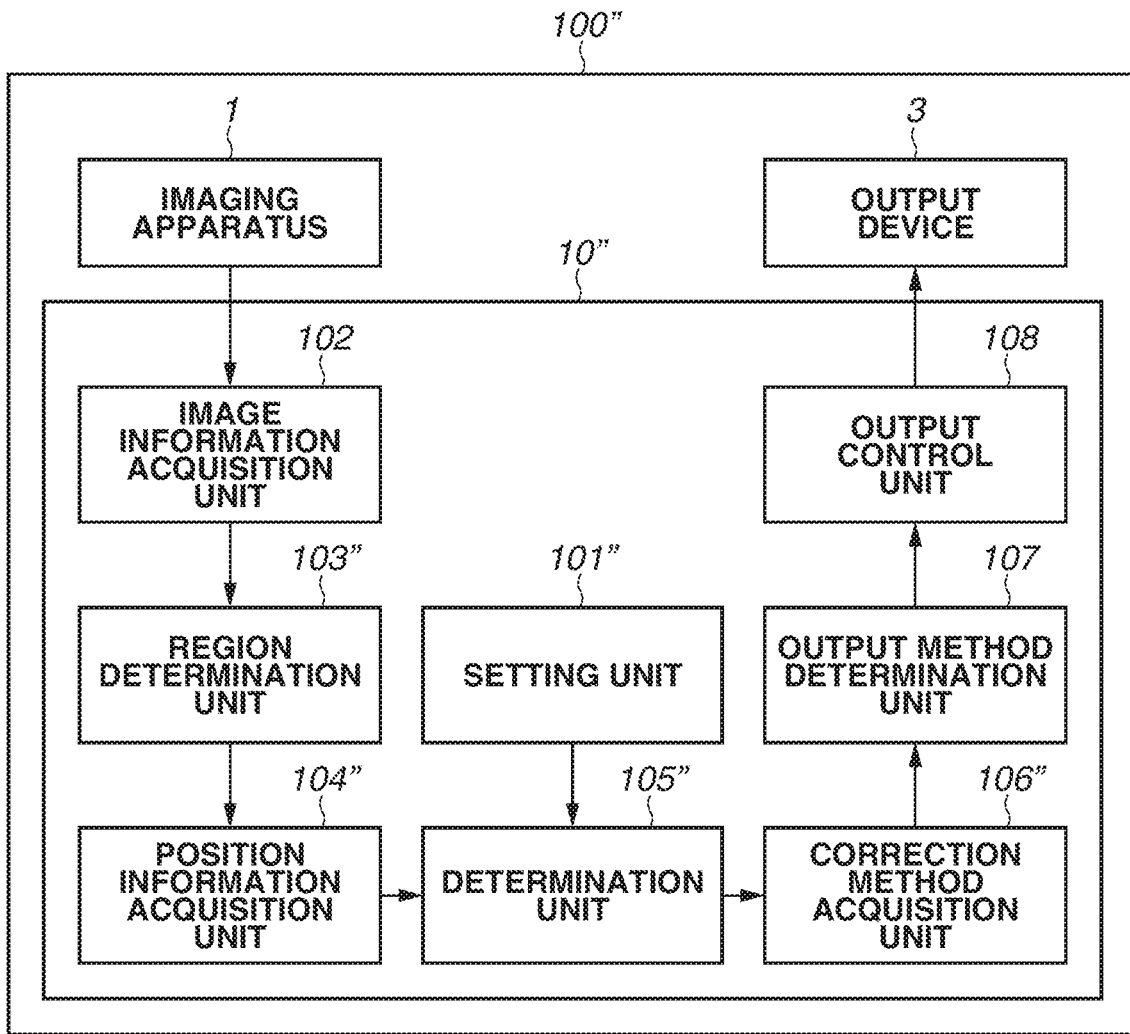 100”
1
3
IMAGING
APPARATUS
OUTPUT
DEVICE
10”
102
108
IMAGE
INFORMATION
ACQUISITION
UNIT
OUTPUT
CONTROL
UNIT
103”
101”
107
REGION
DETERMINATION
UNIT
SETTING UNIT
OUTPUT METHOD
DETERMINATION
UNIT
104”
105”
106”
POSITION
INFORMATION
ACQUISITION
UNIT
DETERMINATION
UNIT
CORRECTION
METHOD
ACQUISITION
UNIT